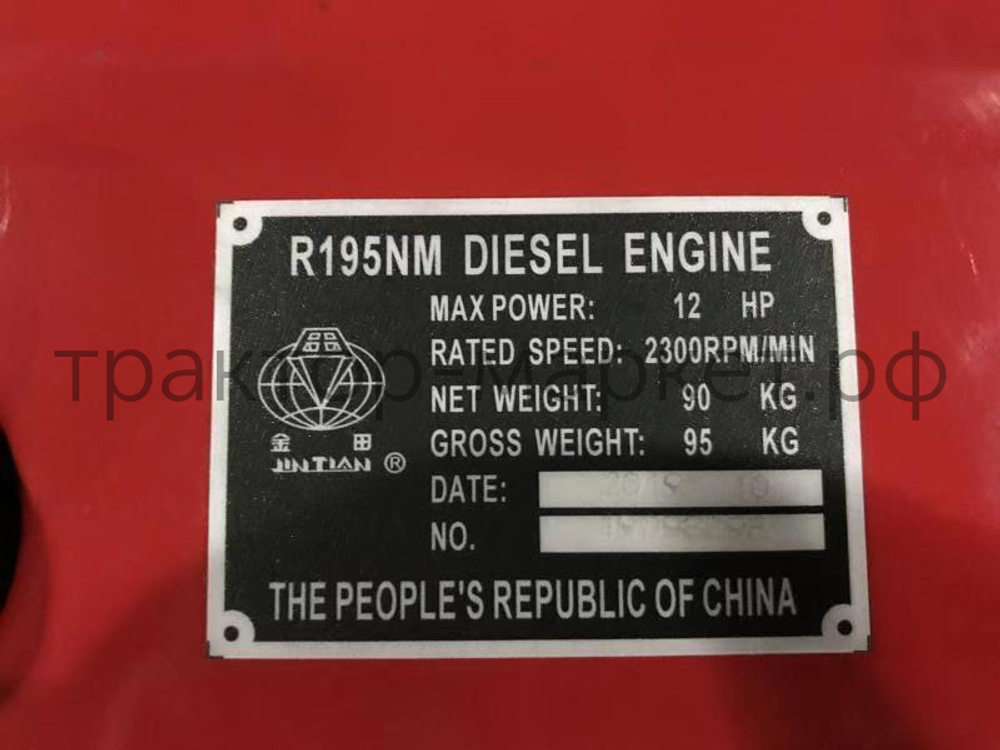 R195NM DIESEL ENGINE
MAX POWER: 12 HP
RATED SPEED: 2300RPM/MIN
NET WEIGHT: 90 KG
GROSS WEIGHT: 95 KG
DATE:
NO.
金田
JINTIAN ®
THE PEOPLE'S REPUBLIC OF CHINA
трактор-маркет.рф